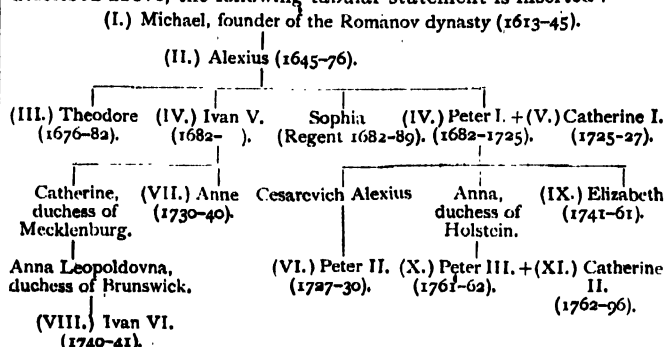 (I.) Michael, founder of the Romanov dynasty (1613–45).
(II.) Alexius (1645–76).
(III.) Theodore (IV.) Ivan V. Sophia (IV.) Peter I. + (V.) Catherine I.
(1676–82). (1682– ). (Regent 1682–89). (1682–1725). (1725–27).
Catherine, (VII.) Anne Cesarevich Alexius Anna, (IX.) Elizabeth
duchess of (1730–40). duchess of (1741–61).
Mecklenburg. Holstein.
Anna Leopoldovna, (VI.) Peter II. (X.) Peter III. + (XI.) Catherine
duchess of Brunswick. (1727–30). (1761–62). II.
(VIII.) Ivan VI. (1762–96).
(1740–41).